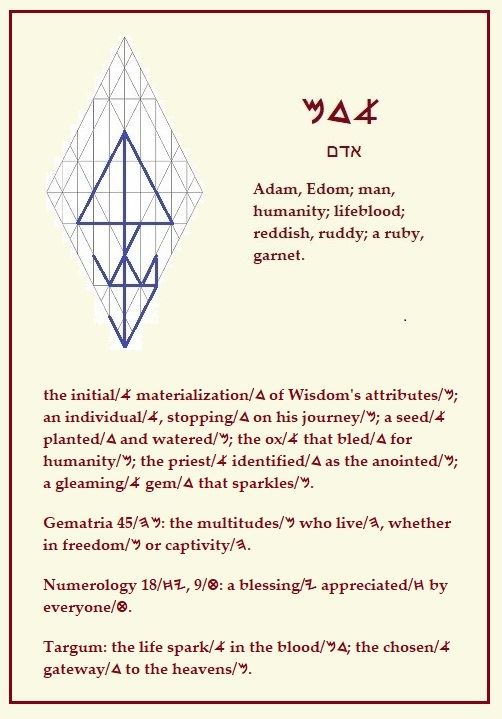 𐤀𐤃𐤌
אדם
Adam, Edom; man,
humanity; lifeblood;
reddish, ruddy; a ruby,
garnet.
the initial/𐤀 materialization/𐤃 of Wisdom's attributes/𐤌;
an individual/𐤀, stopping/𐤃 on his journey/𐤌; a seed/𐤀
planted/𐤃 and watered/𐤌; the ox/𐤀 that bled/𐤃 for
humanity/𐤌; the priest/𐤀 identified/𐤃 as the anointed/𐤌;
a gleaming/𐤀 gem/𐤃 that sparkles/𐤌.
Gematria 45/𐤌𐤄: the multitudes/𐤌 who live/𐤄, whether
in freedom/𐤌 or captivity/𐤄.
Numerology 18/𐤉𐤇, 9/𐤈: a blessing/𐤉 appreciated/𐤇 by
everyone/𐤈.
Targum: the life spark/𐤀 in the blood/𐤃𐤌; the chosen/𐤀
gateway/𐤃 to the heavens/𐤌.